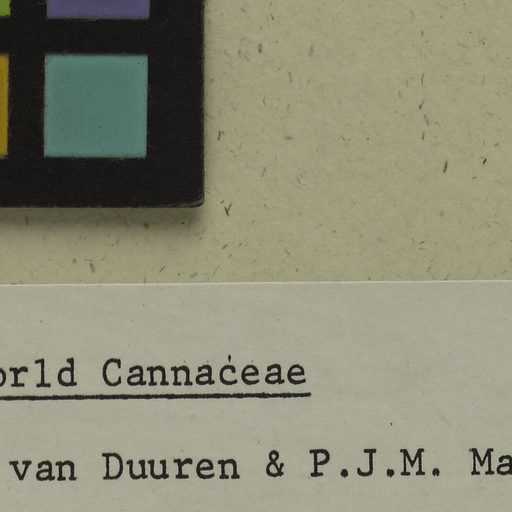 orld Cannaceae
van Duuren & P.J.M. Ma